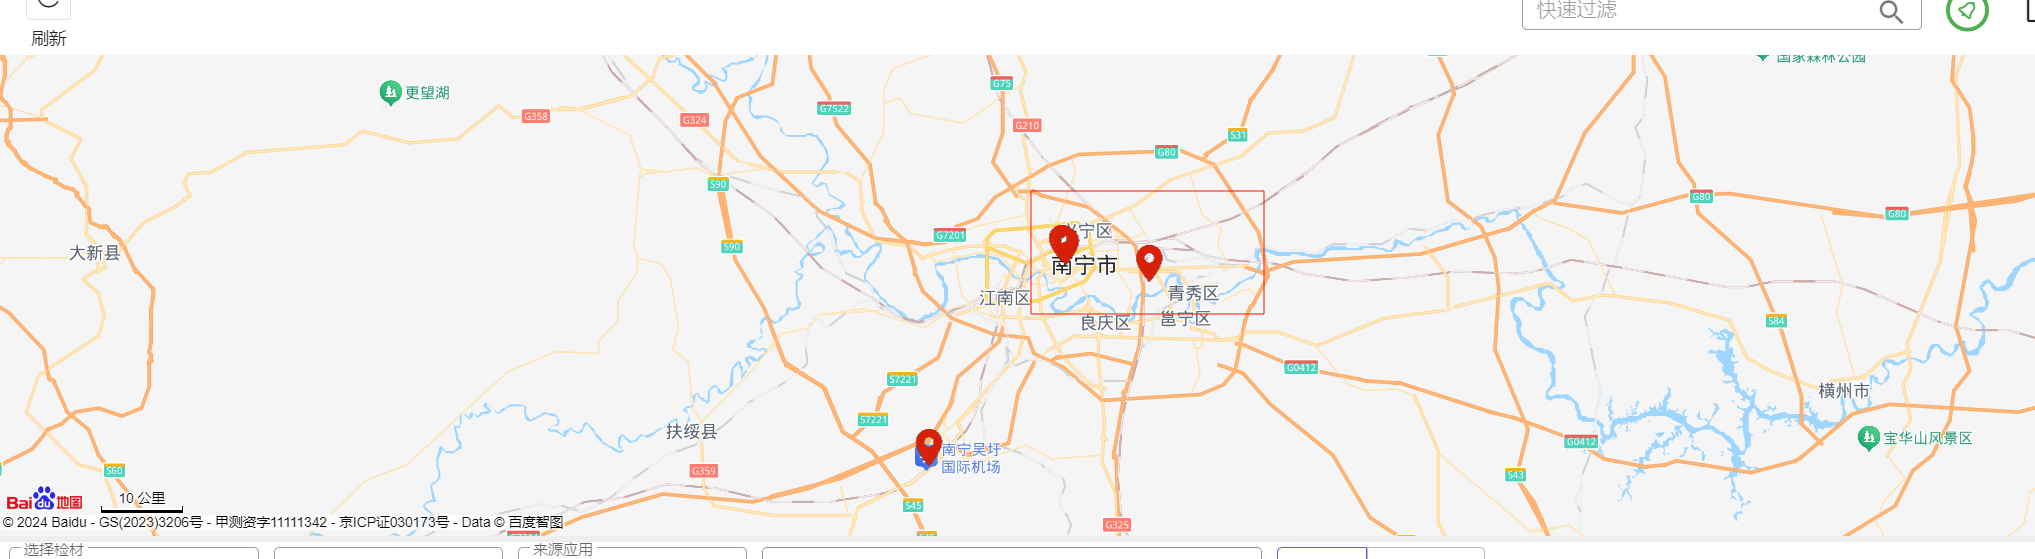 快速过滤
刷新
国家森林公园
更望湖
G75
G7522
G358
G324
G210
S31
G80
S90
G80
G80
兴宁区
G7201
S90
大新县
南宁市
青秀区
江南区
良庆区
邕宁区
S84
G0412
S7221
横州市
S7221
扶绥县
G0412
宝华山风景区
南宁吴圩
国际机场
S60
G359
S43
10 公里
Bai du 地图
S45
© 2024 Baidu - GS(2023)3206号 - 甲测资字11111342 - 京ICP证030173号 - Data © 百度智图
G325
选择检材
来源应用